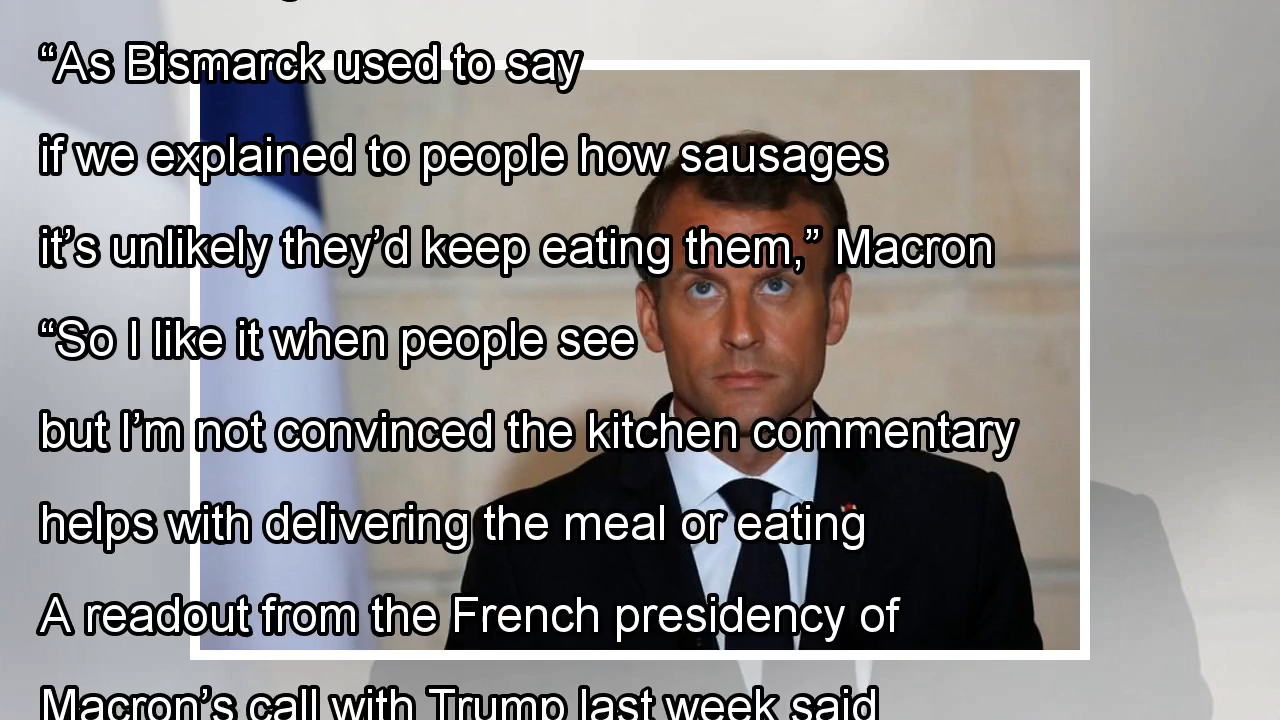 “As Bismarck used to say
if we explained to people how sausages
it’s unlikely they’d keep eating them,” Macron
“So I like it when people see
but I’m not convinced the kitchen commentary
helps with delivering the meal or eating
A readout from the French presidency of
Macron’s call with Trump last week said